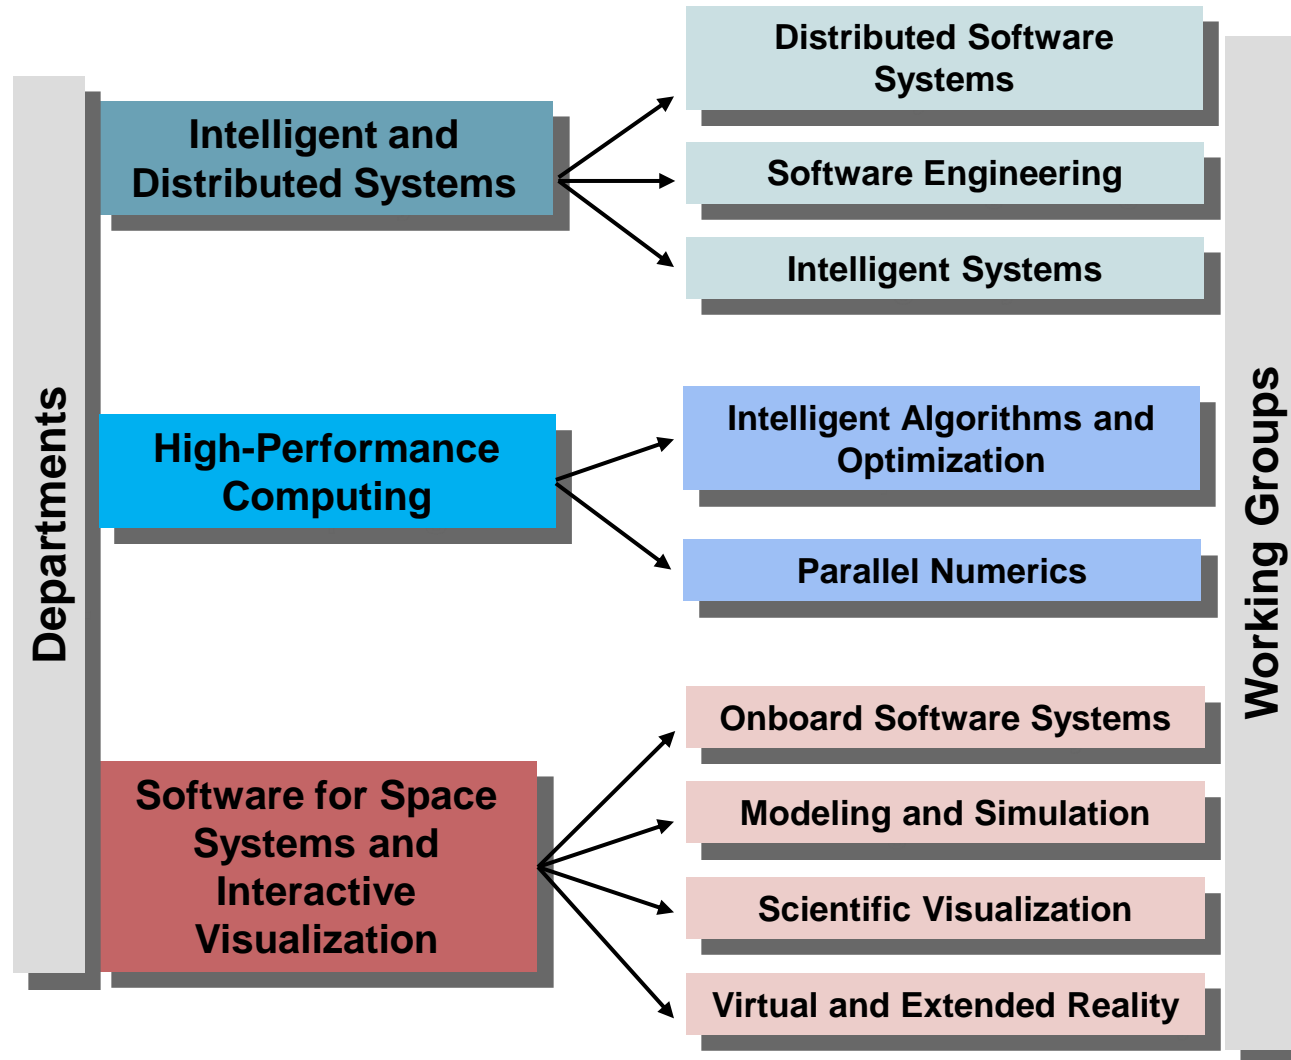 Departments
Intelligent and
Distributed Systems
Distributed Software
Systems
Software Engineering
Intelligent Systems
High-Performance
Computing
Intelligent Algorithms and
Optimization
Parallel Numerics
Software for Space
Systems and
Interactive
Visualization
Onboard Software Systems
Modeling and Simulation
Scientific Visualization
Virtual and Extended Reality
Working Groups